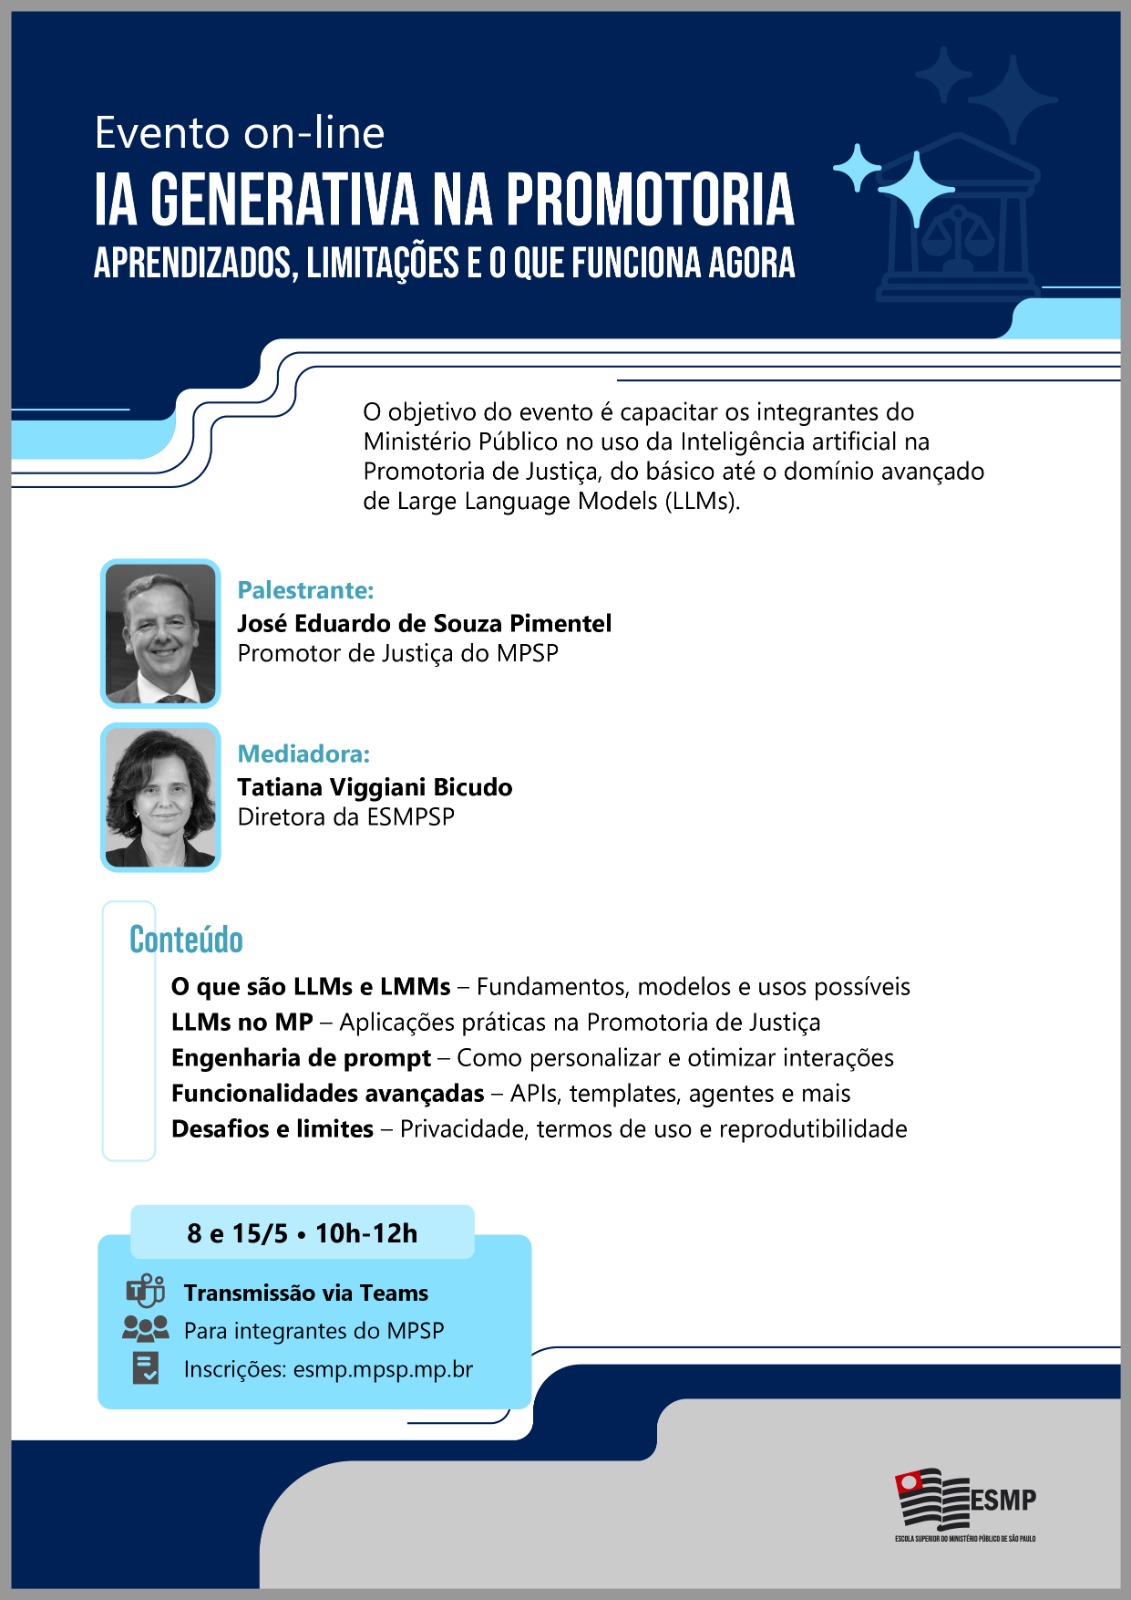 Evento on-line
IA GENERATIVA NA PROMOTORIA
APRENDIZADOS, LIMITAÇÕES E O QUE FUNCIONA AGORA
O objetivo do evento é capacitar os integrantes do
Ministério Público no uso da Inteligência artificial na
Promotoria de Justiça, do básico até o domínio avançado
de Large Language Models (LLMs).
Palestrante:
José Eduardo de Souza Pimentel
Promotor de Justiça do MPSP
Mediadora:
Tatiana Viggiani Bicudo
Diretora da ESMPSP
Conteúdo
O que são LLMs e LMMs – Fundamentos, modelos e usos possíveis
LLMs no MP – Aplicações práticas na Promotoria de Justiça
Engenharia de prompt – Como personalizar e otimizar interações
Funcionalidades avançadas – APIs, templates, agentes e mais
Desafios e limites – Privacidade, termos de uso e reprodutibilidade
8 e 15/5 • 10h-12h
T
Transmissão via Teams
Para integrantes do MPSP
Inscrições: esmp.mpsp.mp.br
ESMP
ESCOLA SUPERIOR DO MINISTÉRIO PÚBLICO DE SÃO PAULO